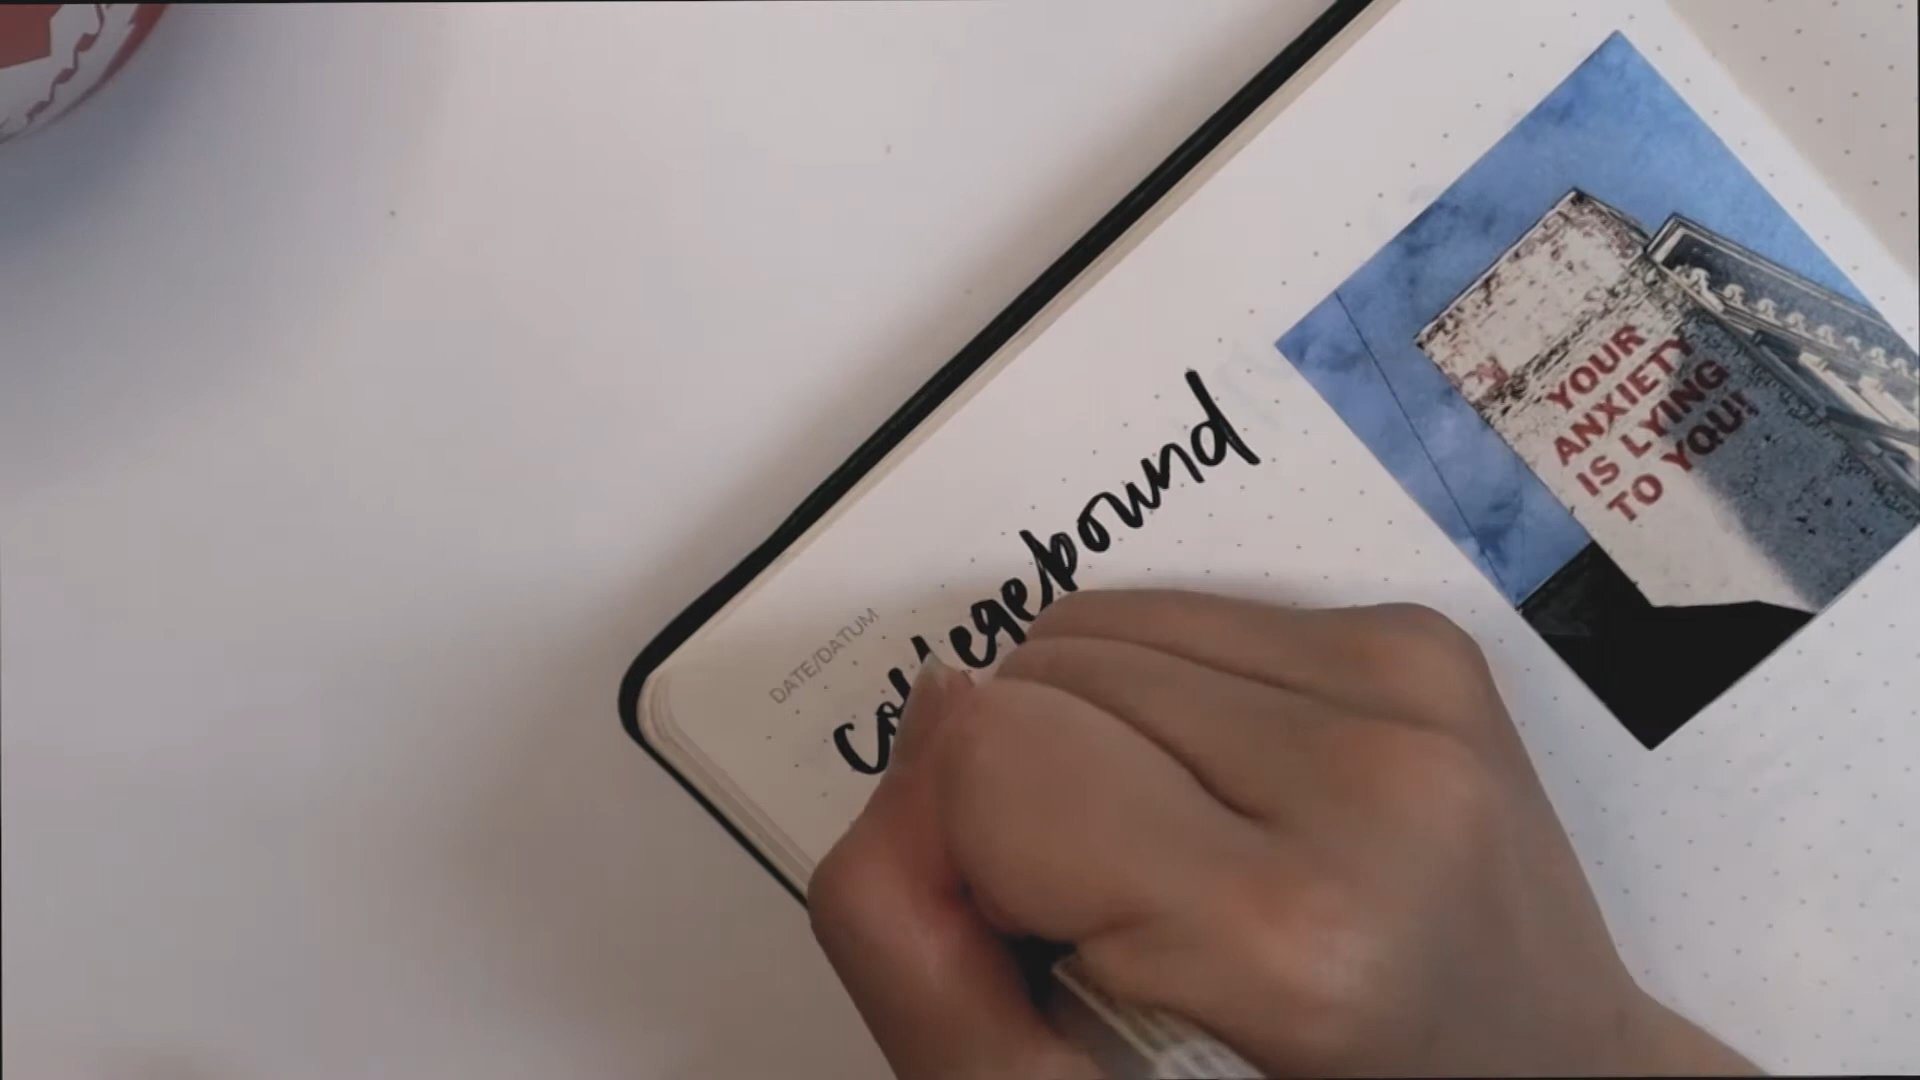 DATE/DATUM
collegebound
YOUR
ANXIETY
IS LYING
TO YOU!